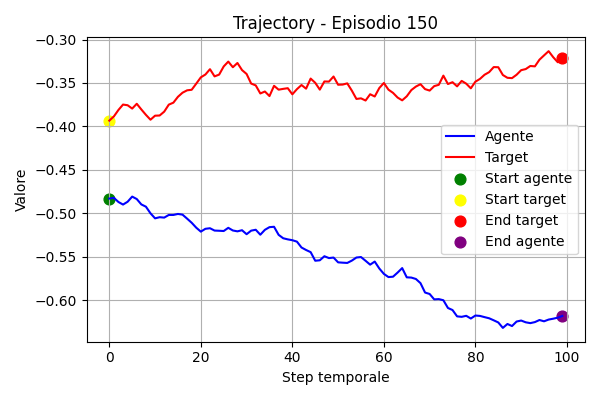 Trajectory - Episodio 150
Valore
−0.30
−0.35
−0.40
−0.45
−0.50
−0.55
−0.60
Agente
Target
Start agente
Start target
End target
End agente
0
20
40
60
80
100
Step temporale